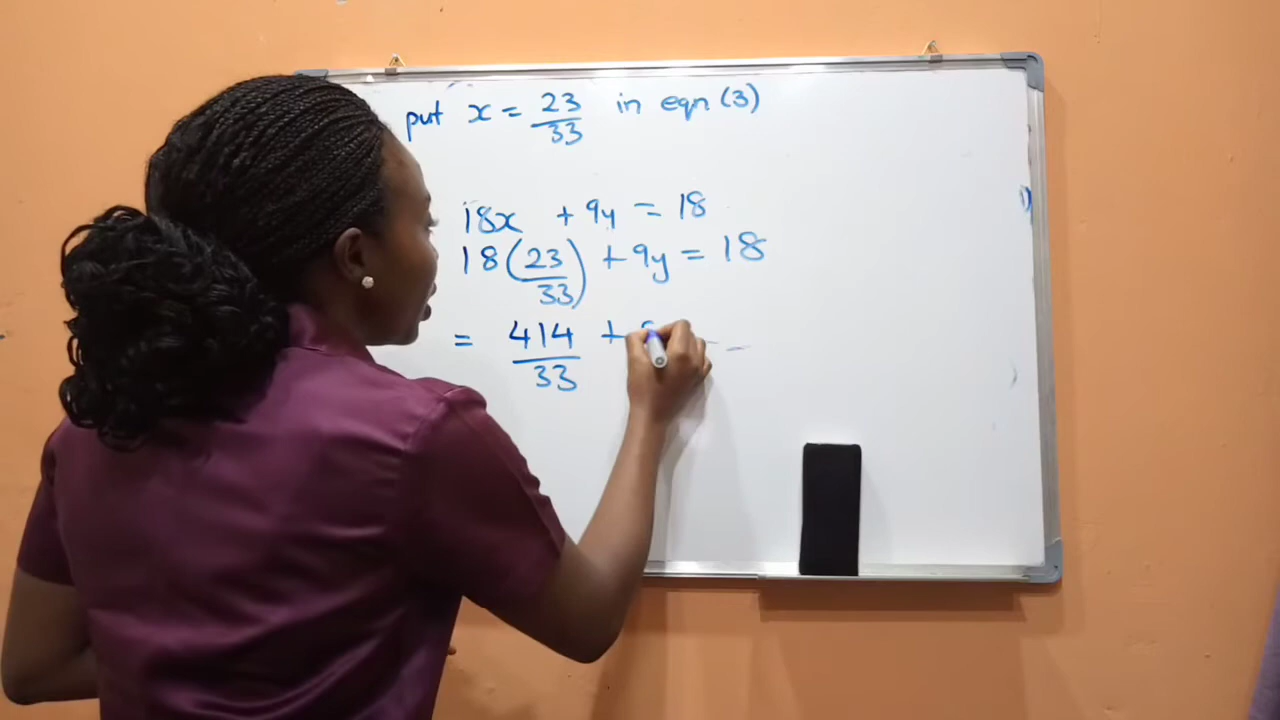 put x = 23/33 in eqn (3)
18x + 9y = 18
18(23/33) + 9y = 18
= 414/33 +